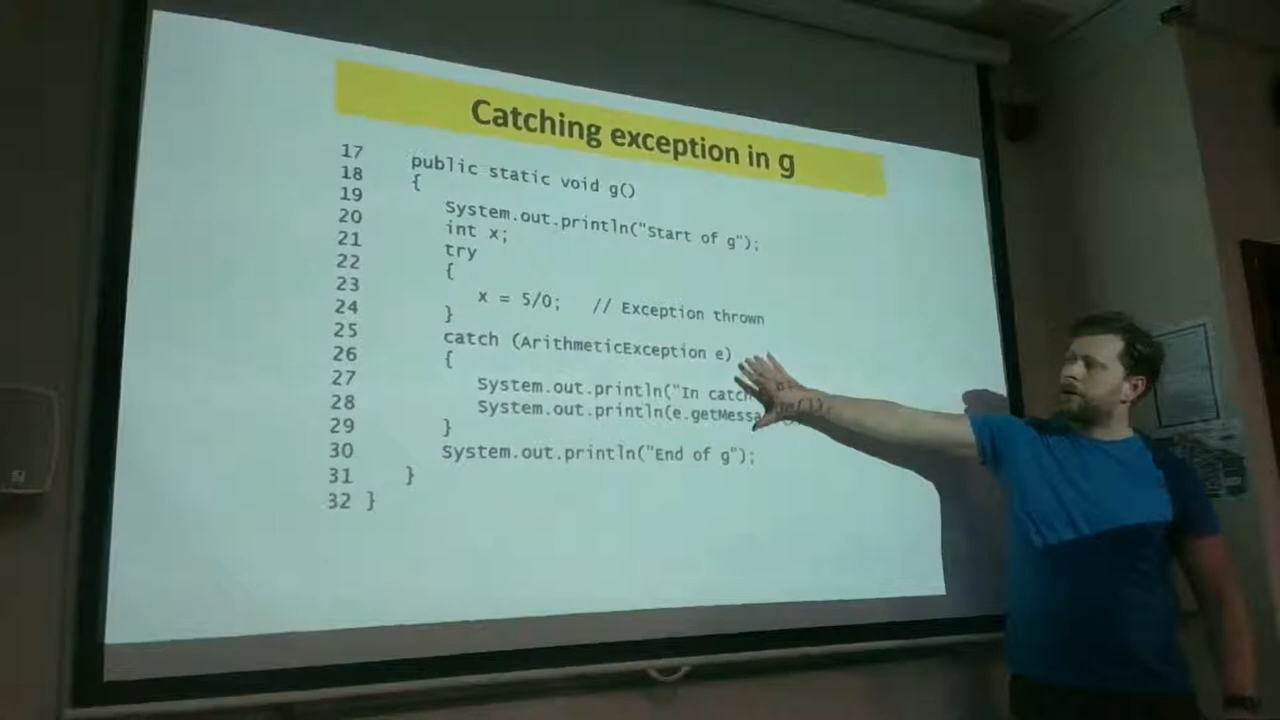 Catching exception in g
17 public static void g()
18 {
19 System.out.println("Start of g");
20 int x;
21 try
22 {
23 x = 5/0; // Exception thrown
24 }
25 catch (ArithmeticException e)
26 {
27 System.out.println("In catch
28 System.out.println(e.getMessage());
29 }
30 System.out.println("End of g");
31 }
32 }